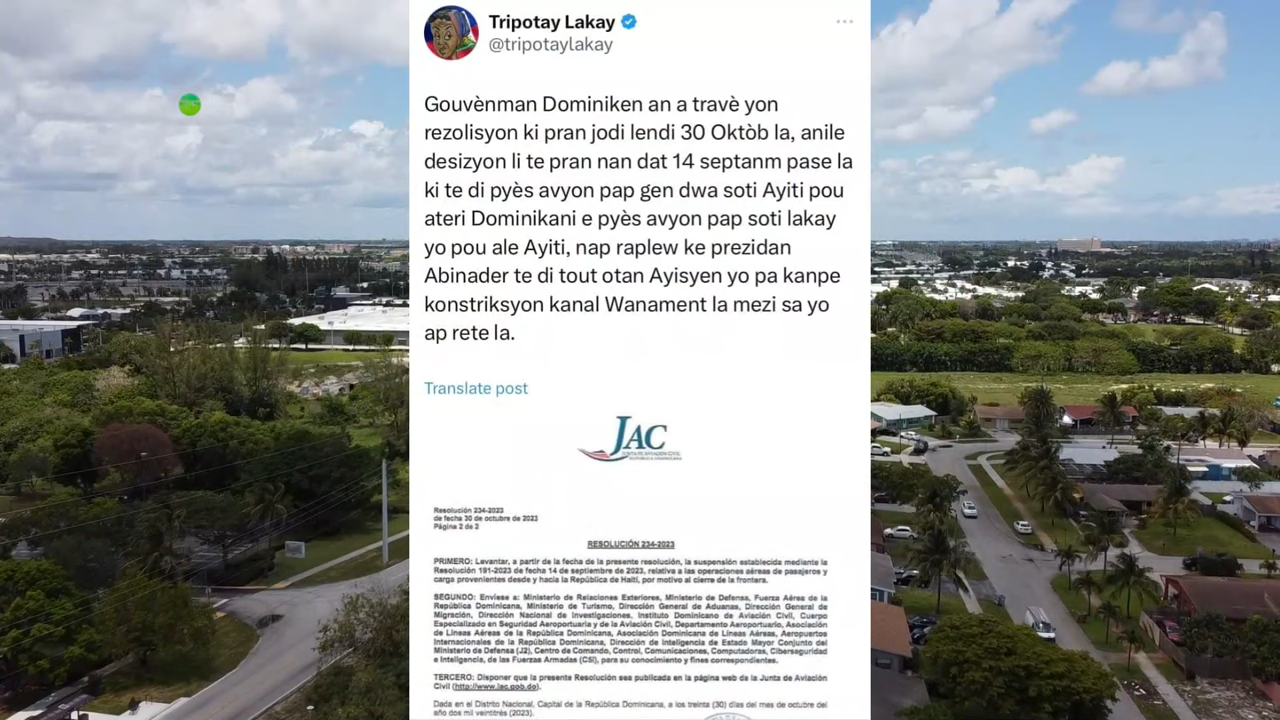 Tripotay Lakay
@tripotaylakay
Gouvènman Dominiken an a travè yon
rezolisyon ki pran jodi lendi 30 Oktòb la, anile
desizyon li te pran nan dat 14 septanm pase la
ki te di pyès avyon pap gen dwa soti Ayiti pou
ateri Dominikani e pyès avyon pap soti lakay
yo pou ale Ayiti, nap raplew ke prezidan
Abinader te di tout otan Ayisyen yo pa kanpe
konstriksyon kanal Wanament la mezi sa yo
ap rete la.
Translate post
JAC
JUNTA DE AVIACIÓN CIVIL
REPÚBLICA DOMINICANA
Resolución 234-2023
de fecha 30 de octubre de 2023
Página 2 de 2
RESOLUCIÓN 234-2023
PRIMERO: Levantar, a partir de la fecha de la presente resolución, la suspensión establecida mediante la
Resolución 191-2023 de fecha 14 de septiembre de 2023, relativa a las operaciones aéreas de pasajeros y
carga provenientes desde y hacia la República de Haití, por motivo al cierre de la frontera.
SEGUNDO: Envíese a: Ministerio de Relaciones Exteriores, Ministerio de Defensa, Fuerza Aérea de la
República Dominicana, Ministerio de Turismo, Dirección General de Aduanas, Dirección General de
Migración, Dirección Nacional de Investigaciones, Instituto Dominicano de Aviación Civil, Cuerpo
Especializado en Seguridad Aeroportuaria y de la Aviación Civil, Departamento Aeroportuario, Asociación
de Líneas Aéreas de la República Dominicana, Asociación Dominicana de Líneas Aéreas, Aeropuertos
Internacionales de la República Dominicana, Dirección de Inteligencia de Estado Mayor Conjunto del
Ministerio de Defensa (J2), Centro de Comando, Control, Comunicaciones, Computadoras, Ciberseguridad
e Inteligencia, de las Fuerzas Armadas (C5I), para su conocimiento y fines correspondientes.
TERCERO: Disponer que la presente Resolución sea publicada en la página web de la Junta de Aviación
Civil (http://www.jac.gob.do).
Dada en el Distrito Nacional, Capital de la República Dominicana, a los treinta (30) días del mes de octubre del
año dos mil veintitrés (2023).